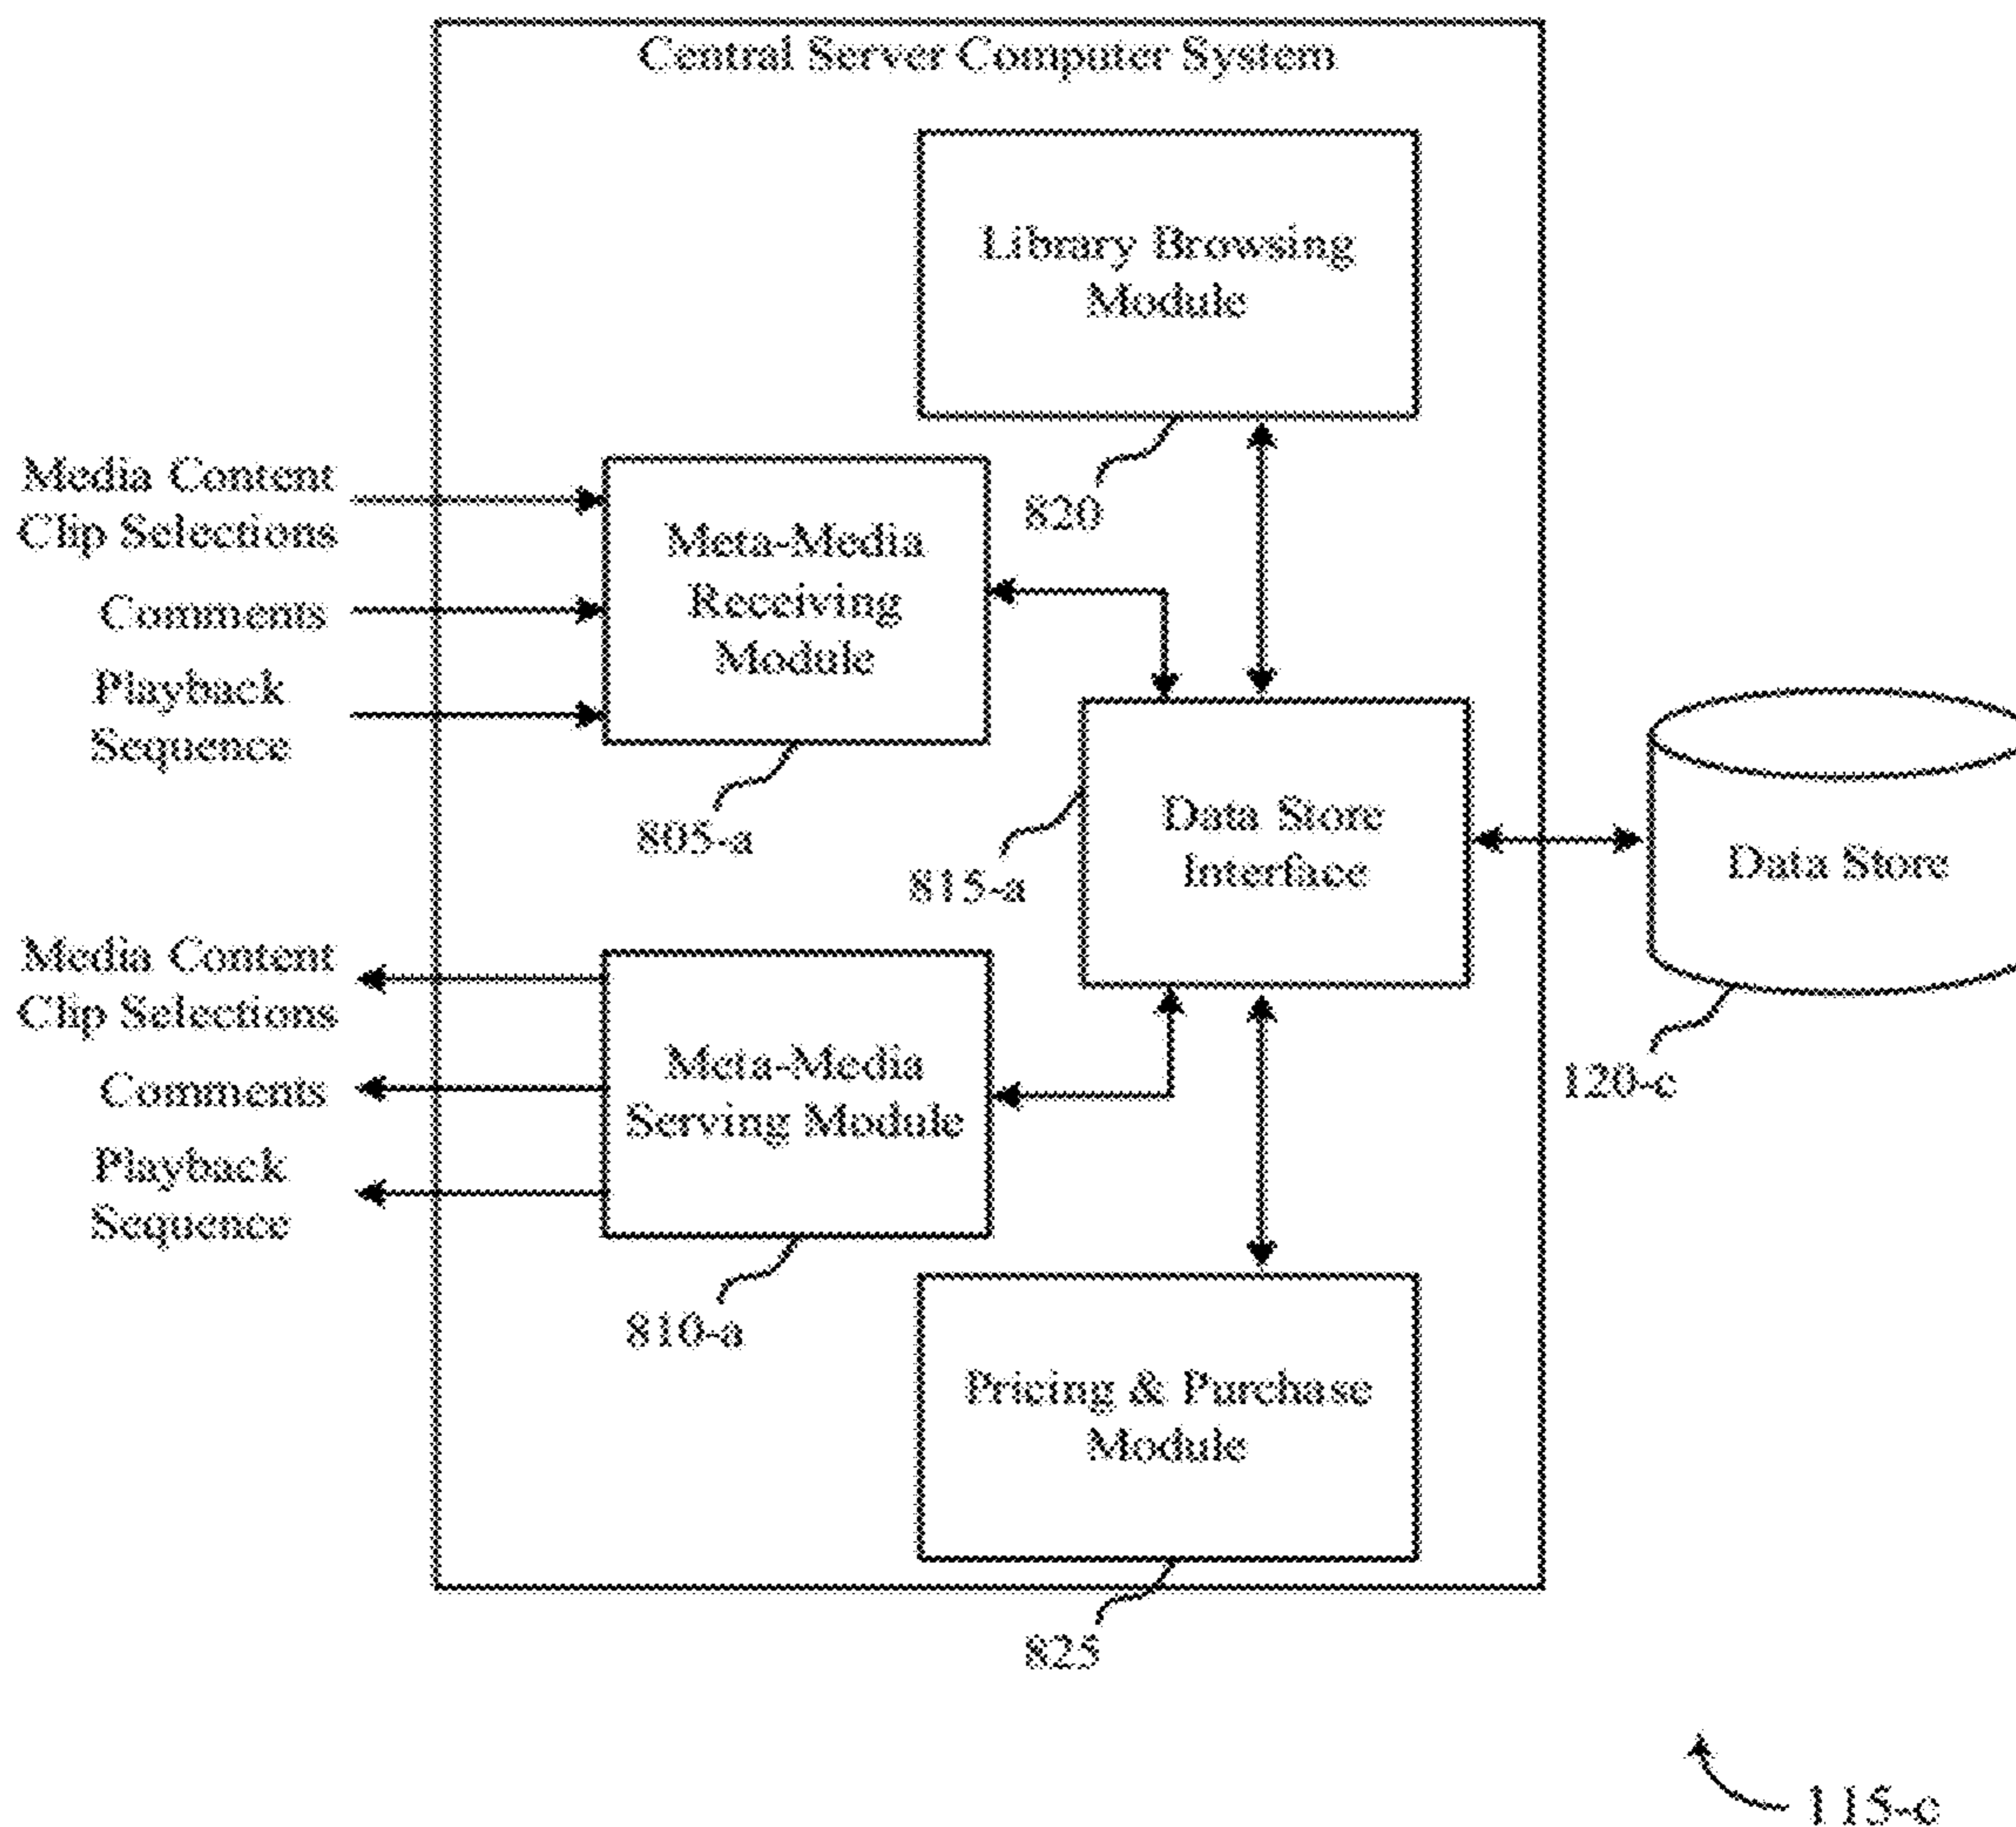 Central Server Computer System
Library Browsing
Module
820
Media Content
Clip Selections
Comments
Playback
Sequence
Meta-Media
Receiving
Module
805-a
815-a
Data Store
Interface
Data Store
120-c
Media Content
Clip Selections
Comments
Playback
Sequence
Meta-Media
Serving Module
810-a
Pricing & Purchase
Module
825
115-c